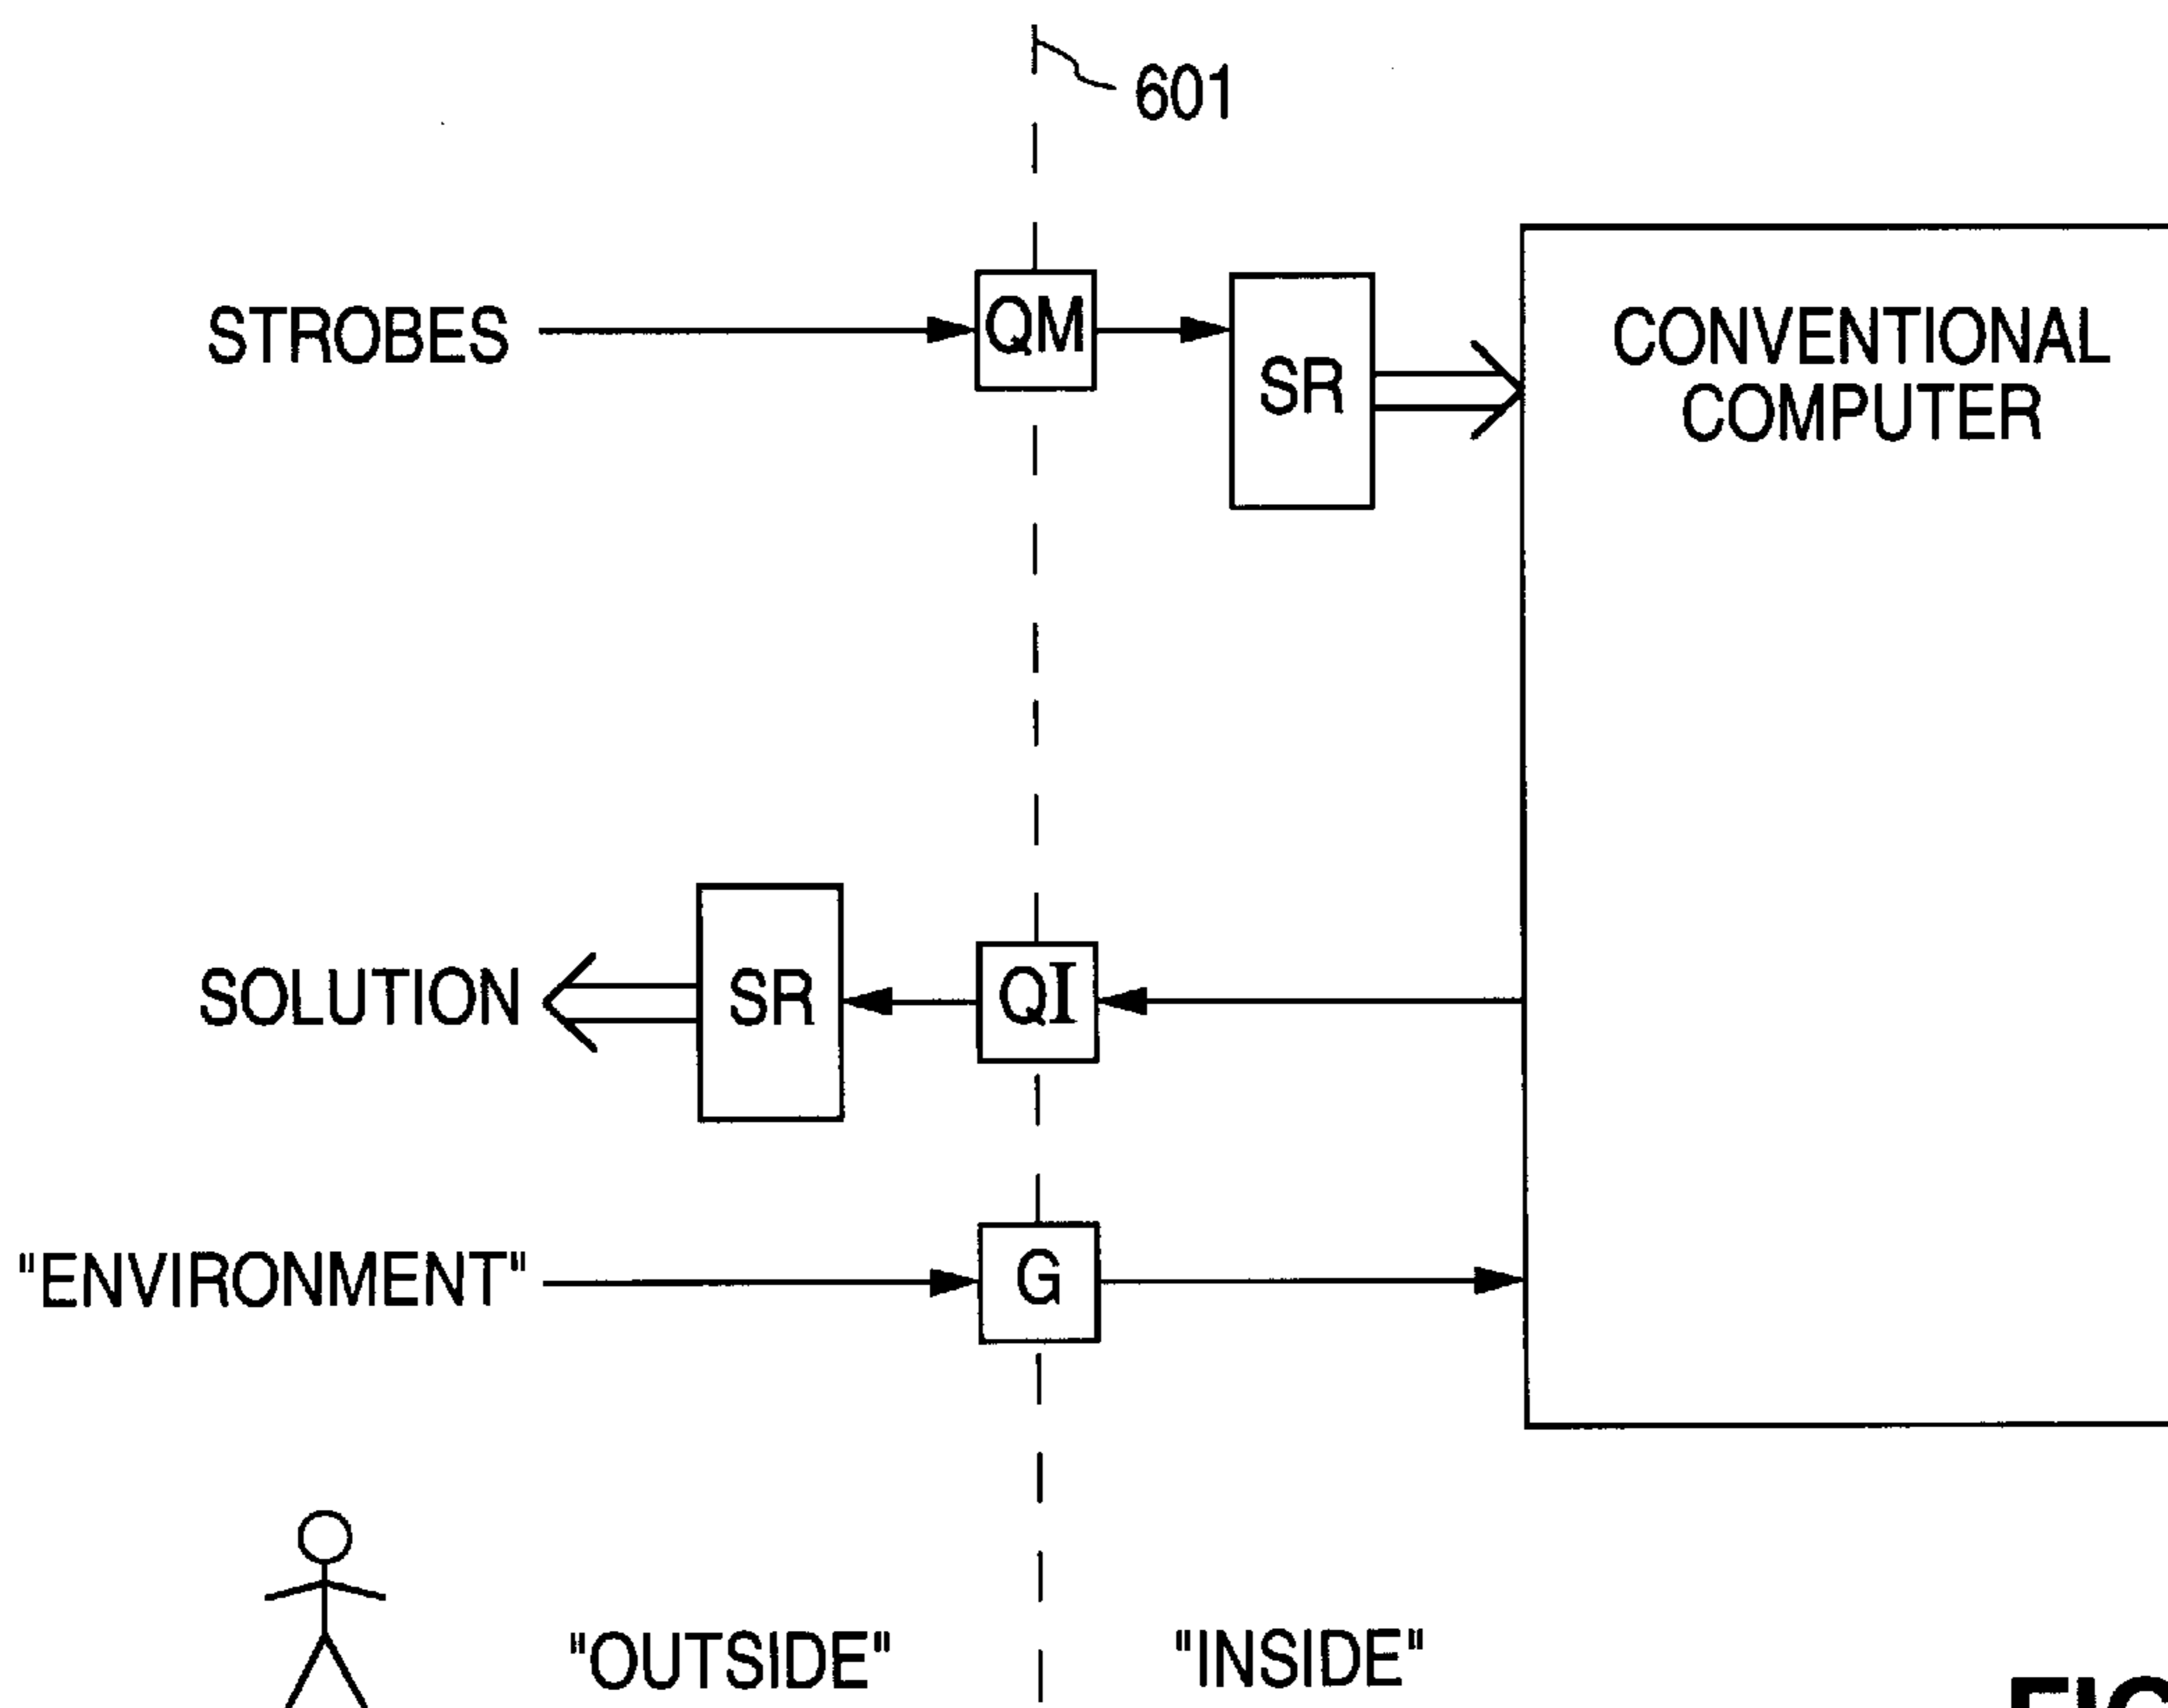 601
STROBES
QM
SR
CONVENTIONAL
COMPUTER
SOLUTION
SR
QI
"ENVIRONMENT"
G
"OUTSIDE"
"INSIDE"